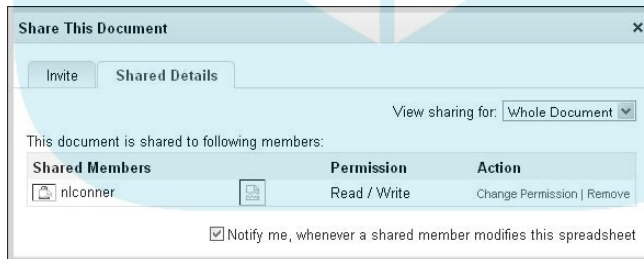 Share This Document
Invite Shared Details
View sharing for: Whole Document
This document is shared to following members:
Shared Members Permission Action
nlconner Read / Write Change Permission | Remove
Notify me, whenever a shared member modifies this spreadsheet